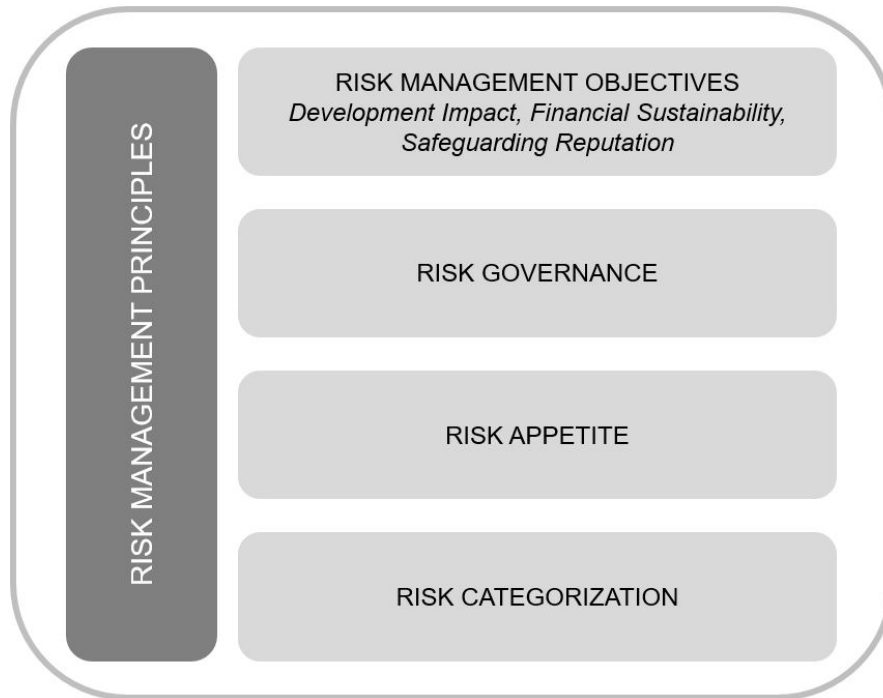 RISK MANAGEMENT PRINCIPLES
RISK MANAGEMENT OBJECTIVES
Development Impact, Financial Sustainability,
Safeguarding Reputation
RISK GOVERNANCE
RISK APPETITE
RISK CATEGORIZATION